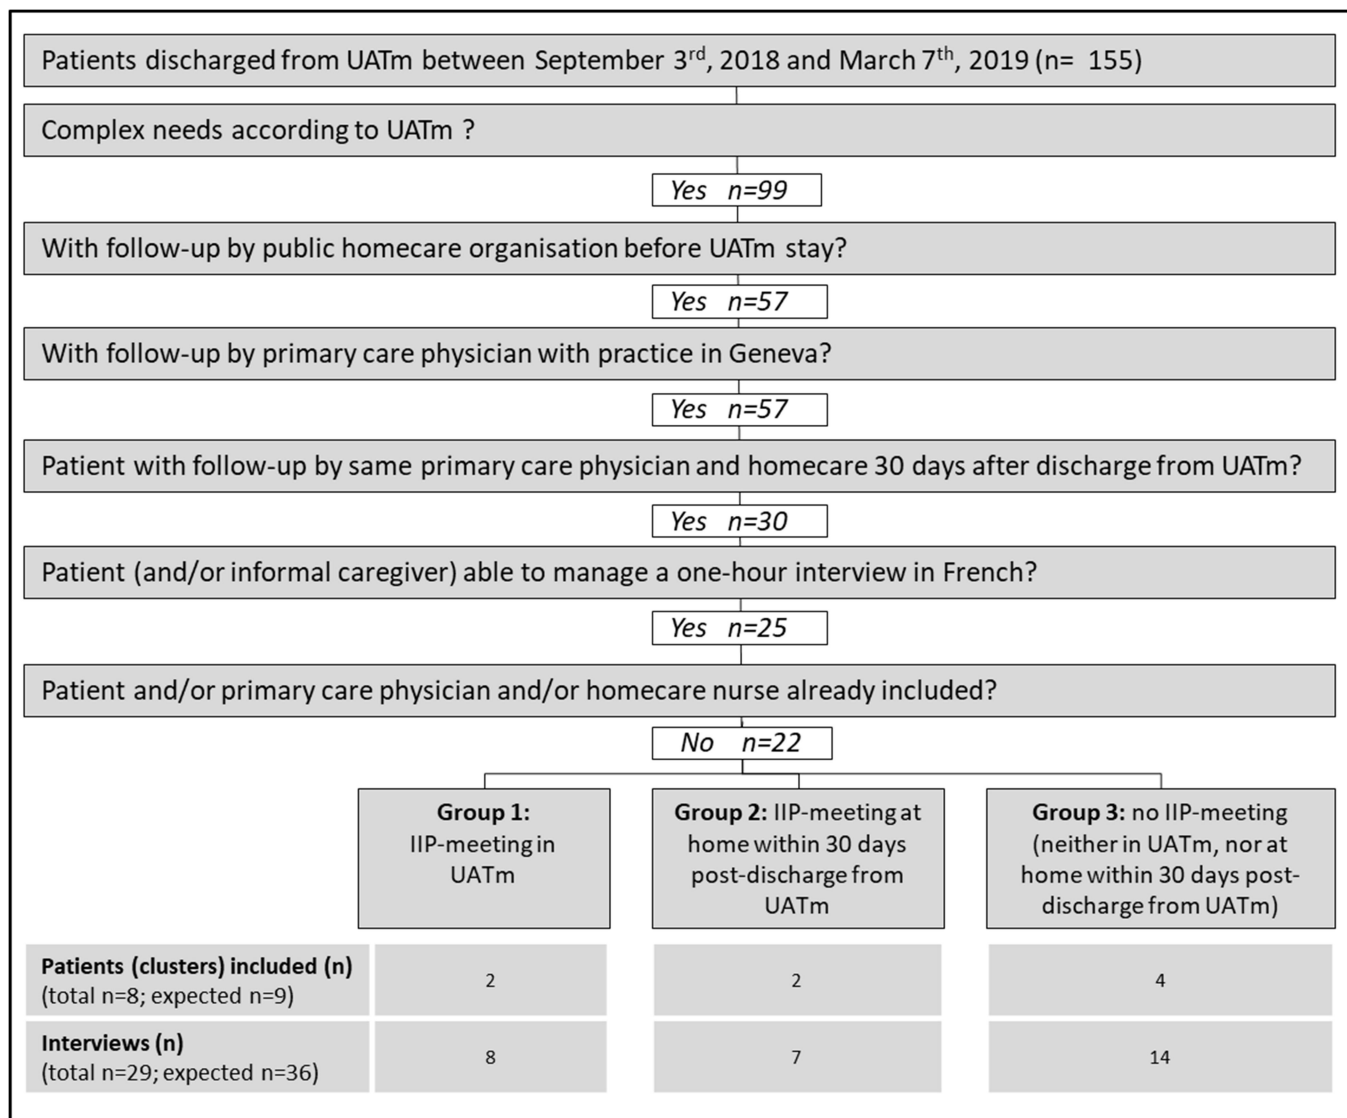 Patients discharged from UATm between September 3rd, 2018 and March 7th, 2019 (n= 155)
Complex needs according to UATm ?
Yes n=99
With follow-up by public homecare organisation before UATm stay?
Yes n=57
With follow-up by primary care physician with practice in Geneva?
Yes n=57
Patient with follow-up by same primary care physician and homecare 30 days after discharge from UATm?
Yes n=30
Patient (and/or informal caregiver) able to manage a one-hour interview in French?
Yes n=25
Patient and/or primary care physician and/or homecare nurse already included?
No n=22
Group 1:
IIP-meeting in
UATm
Group 2: IIP-meeting at
home within 30 days
post-discharge from
UATm
Group 3: no IIP-meeting
(neither in UATm, nor at
home within 30 days post-
discharge from UATm)
Patients (clusters) included (n)
(total n=8; expected n=9)
2
2
4
Interviews (n)
(total n=29; expected n=36)
8
7
14